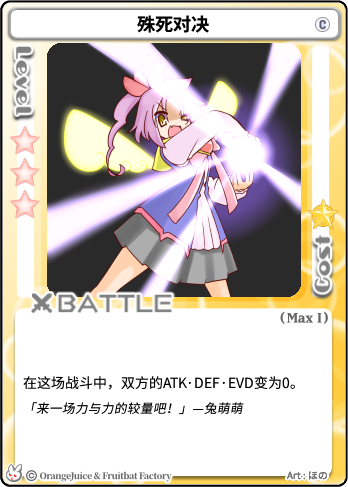 殊死对决
C
Level
Cost
BATTLE
(Max 1)
在这场战斗中，双方的ATK·DEF·EVD变为0。
「来一场力与力的较量吧！」—兔萌萌
© OrangeJuice & Fruitbat Factory
Art : ほの